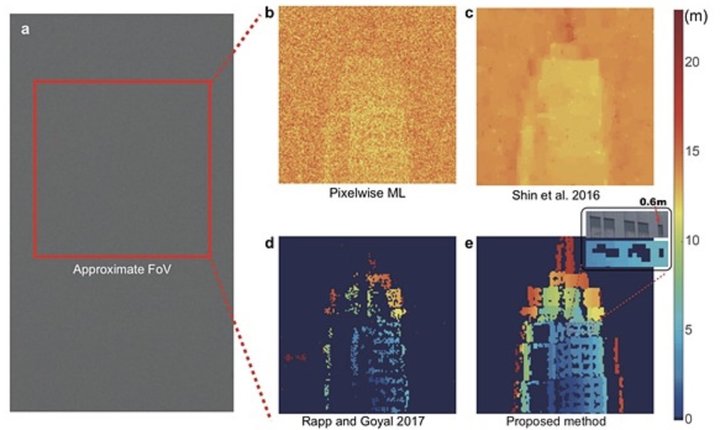 a
b
c
(m)
20
15
10
5
0
Pixelwise ML
Shin et al. 2016
0.6m
Approximate FoV
d
e
Rapp and Goyal 2017
Proposed method